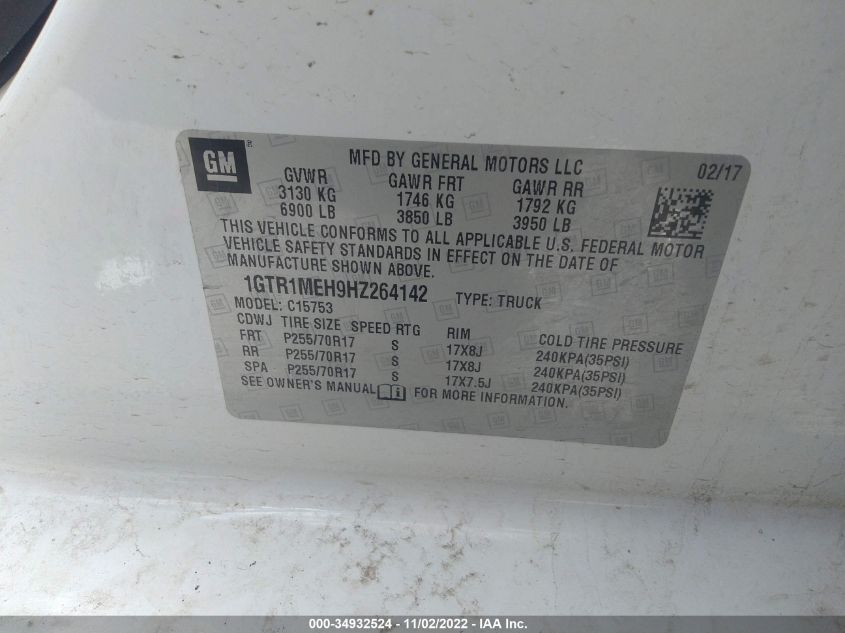 GM®
MFD BY GENERAL MOTORS LLC 02/17
GVWR GAWR FRT GAWR RR
3130 KG 1746 KG 1792 KG
6900 LB 3850 LB 3950 LB
THIS VEHICLE CONFORMS TO ALL APPLICABLE U.S. FEDERAL MOTOR
VEHICLE SAFETY STANDARDS IN EFFECT ON THE DATE OF
MANUFACTURE SHOWN ABOVE.
1GTR1MEH9HZ264142 TYPE: TRUCK
MODEL: C15753
CDWJ TIRE SIZE SPEED RTG RIM COLD TIRE PRESSURE
FRT P255/70R17 S 17X8J 240KPA(35PSI)
RR P255/70R17 S 17X8J 240KPA(35PSI)
SPA P255/70R17 S 17X7.5J 240KPA(35PSI)
SEE OWNER'S MANUAL FOR MORE INFORMATION.
000-34932524 - 11/02/2022 - IAA Inc.